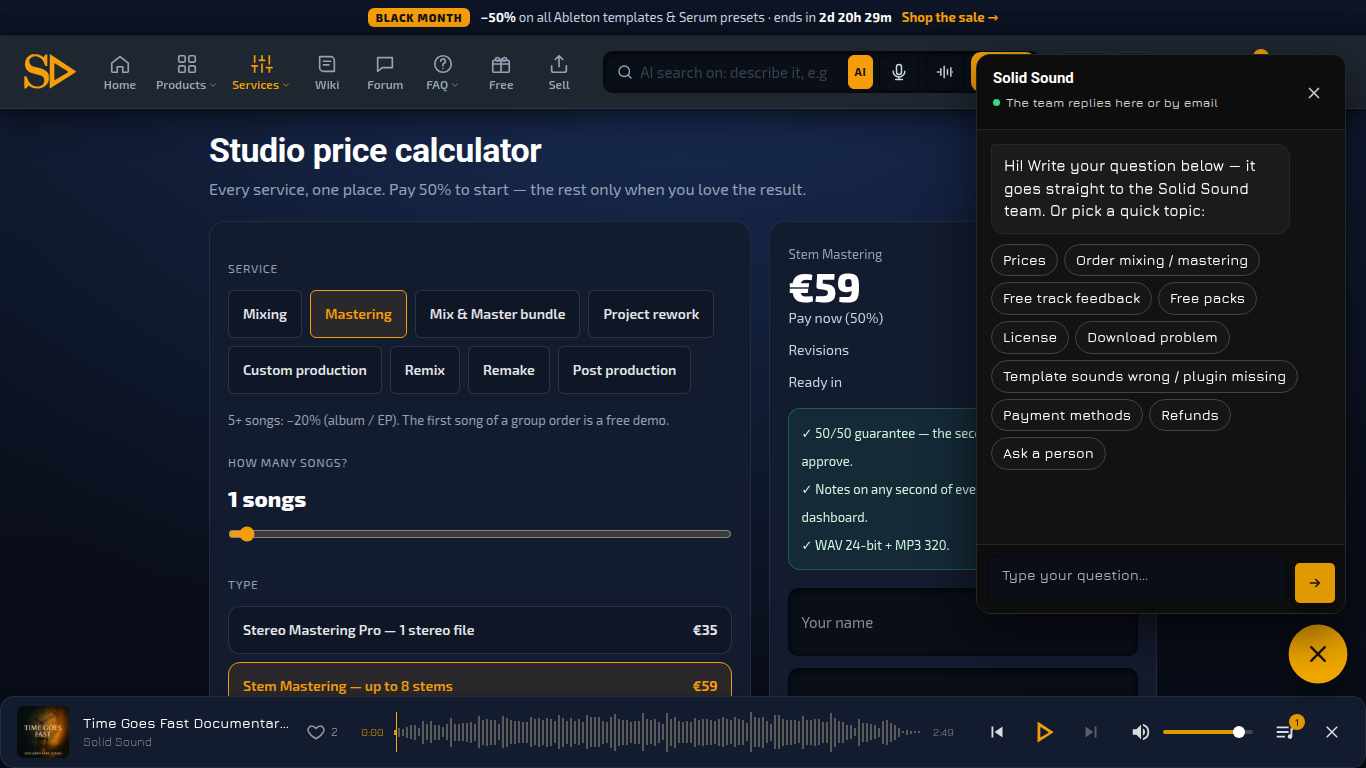 BLACK MONTH −50% on all Ableton templates & Serum presets · ends in 2d 20h 29m Shop the sale →
Home
Products
Services
Wiki
Forum
FAQ
Free
Sell
AI search on: describe it, e.g
AI
Studio price calculator
Every service, one place. Pay 50% to start — the rest only when you love the result.
SERVICE
Mixing
Mastering
Mix & Master bundle
Project rework
Custom production
Remix
Remake
Post production
5+ songs: −20% (album / EP). The first song of a group order is a free demo.
HOW MANY SONGS?
1 songs
TYPE
Stereo Mastering Pro — 1 stereo file €35
Stem Mastering — up to 8 stems €59
Stem Mastering
€59
Pay now (50%)
Revisions
Ready in
✓ 50/50 guarantee — the
approve.
✓ Notes on any second of
dashboard.
✓ WAV 24-bit + MP3 320.
Your name
Solid Sound
The team replies here or by email
Hi! Write your question below — it
goes straight to the Solid Sound
team. Or pick a quick topic:
Prices
Order mixing / mastering
Free track feedback
Free packs
License
Download problem
Template sounds wrong / plugin missing
Payment methods
Refunds
Ask a person
Type your question...
TIME GOES
FAST
Time Goes Fast Documentar...
Solid Sound
2
0:00
2:49
1